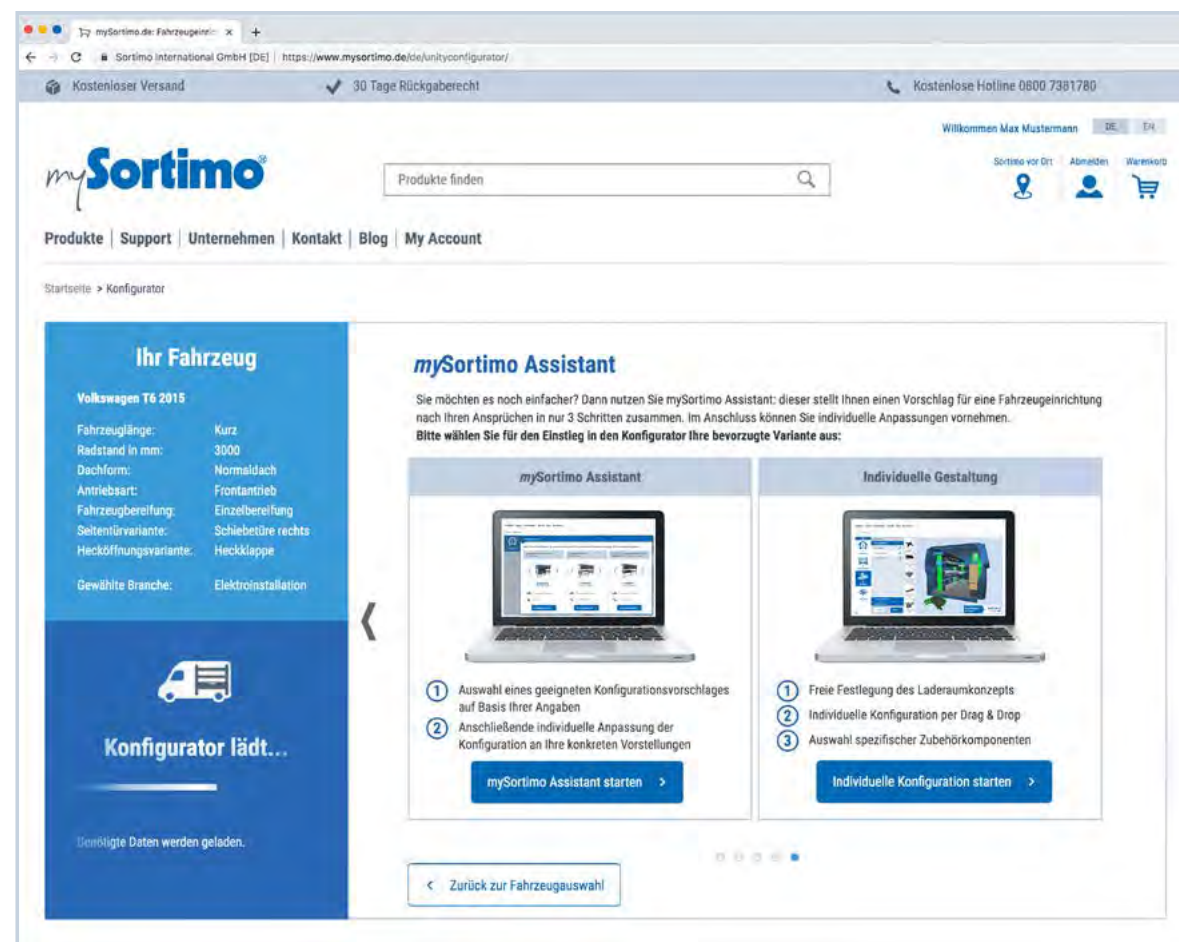 mySortimo.de: Fahrzeugeinric
Sortimo International GmbH [DE] | https://www.mysortimo.de/de/unityconfigurator/
Kostenloser Versand
30 Tage Rückgaberecht
Kostenlose Hotline 0800 7381780
Willkommen Max Mustermann
DE
EN
mySortimo®
Produkte finden
Sortimo vor Ort
Abmelden
Warenkorb
Produkte | Support | Unternehmen | Kontakt | Blog | My Account
Startseite > Konfigurator
Ihr Fahrzeug
Volkswagen T6 2015
Fahrzeuglänge: Kurz
Radstand in mm: 3000
Dachform: Normaldach
Antriebsart: Frontantrieb
Fahrzeugbereifung: Einzelbereifung
Seitentürvariante: Schiebetüre rechts
Hecköffnungsvariante: Heckklappe
Gewählte Branche: Elektroinstallation
Konfigurator lädt...
Benötigte Daten werden geladen.
mySortimo Assistant
Sie möchten es noch einfacher? Dann nutzen Sie mySortimo Assistant: dieser stellt Ihnen einen Vorschlag für eine Fahrzeugeinrichtung
nach Ihren Ansprüchen in nur 3 Schritten zusammen. Im Anschluss können Sie individuelle Anpassungen vornehmen.
Bitte wählen Sie für den Einstieg in den Konfigurator Ihre bevorzugte Variante aus:
mySortimo Assistant
1 Auswahl eines geeigneten Konfigurationsvorschlages
auf Basis Ihrer Angaben
2 Anschließende individuelle Anpassung der
Konfiguration an Ihre konkreten Vorstellungen
mySortimo Assistant starten >
Individuelle Gestaltung
1 Freie Festlegung des Laderaumkonzepts
2 Individuelle Konfiguration per Drag & Drop
3 Auswahl spezifischer Zubehörkomponenten
Individuelle Konfiguration starten >
< Zurück zur Fahrzeugauswahl